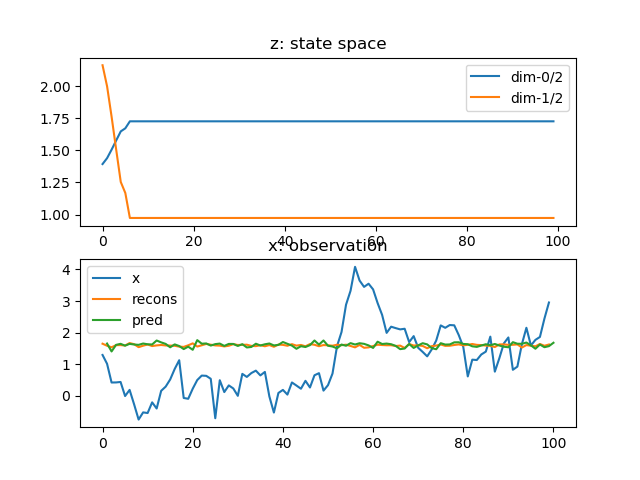 z: state space
2.00
1.75
1.50
1.25
1.00
dim-0/2
dim-1/2
0 20 40 60 80 100
x: observation
4
3
2
1
0
x
recons
pred
0 20 40 60 80 100